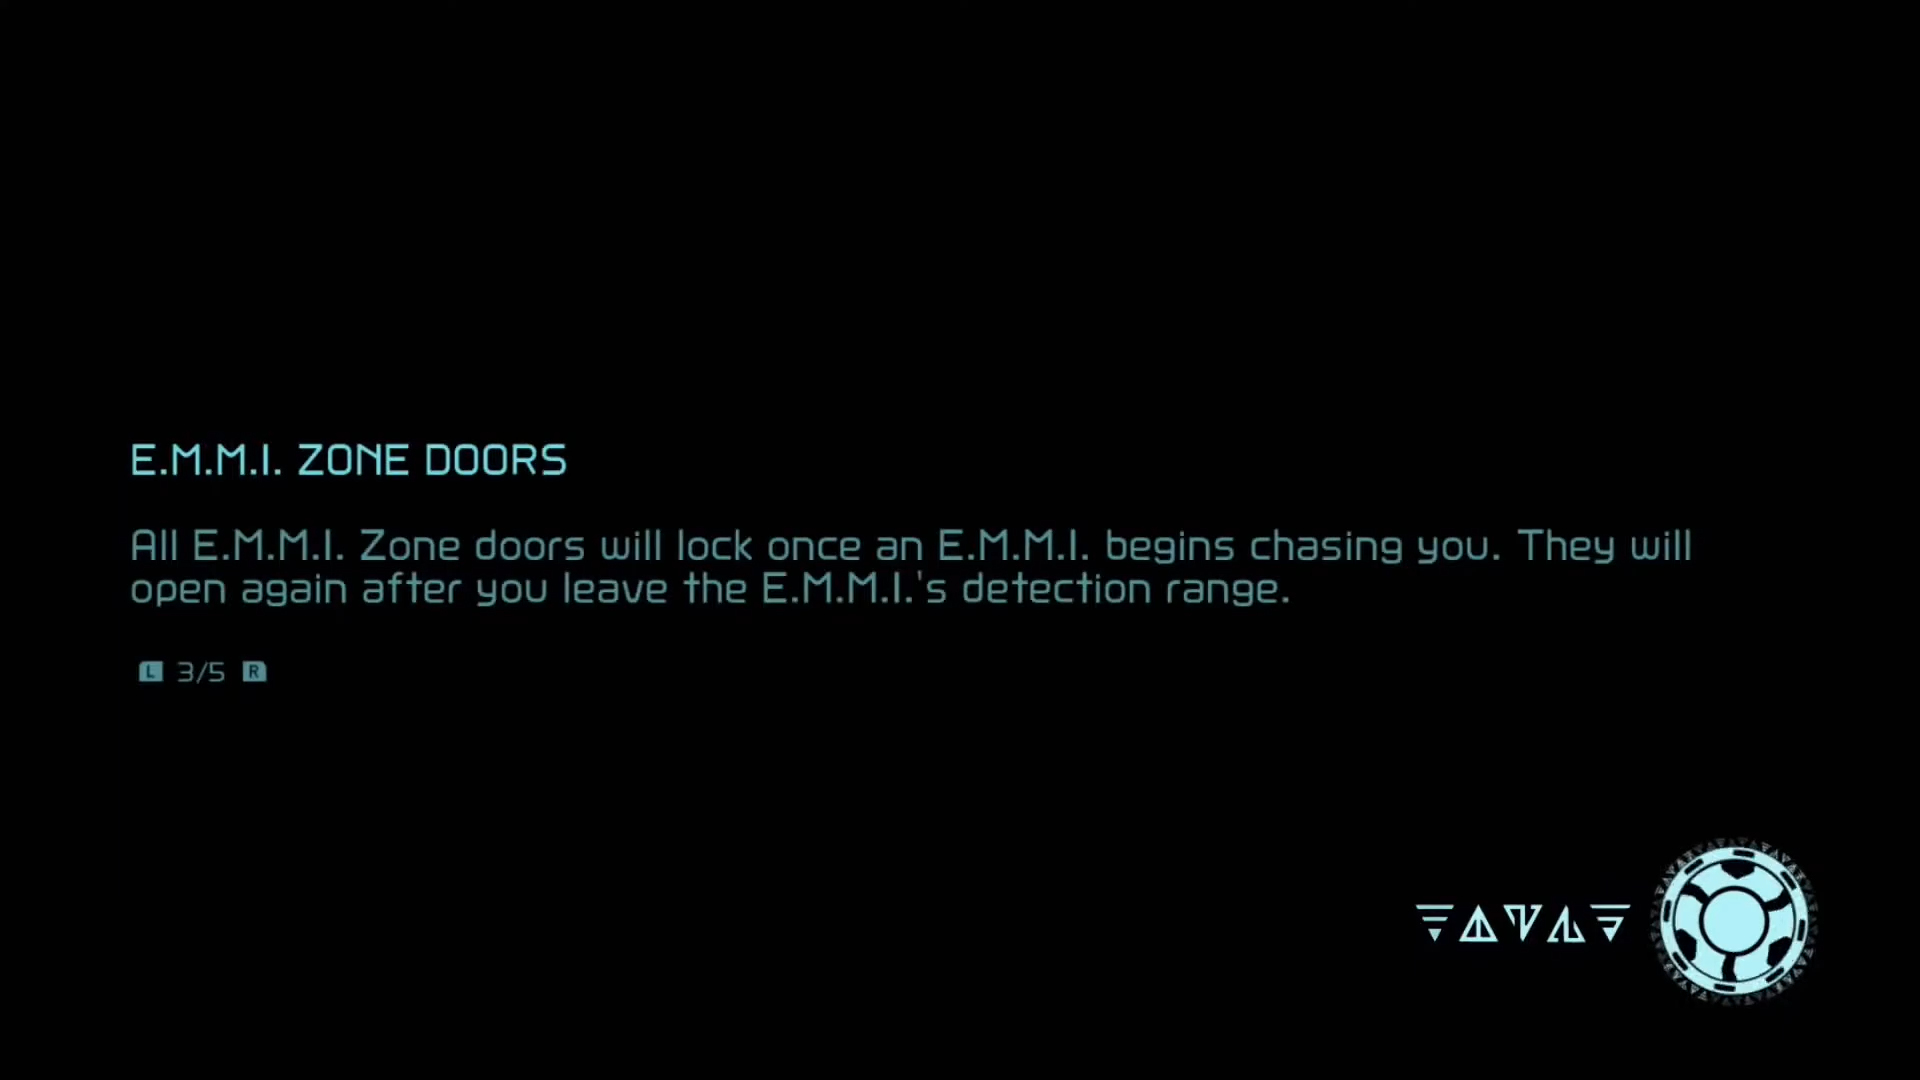 E.M.M.I. ZONE DOORS
All E.M.M.I. Zone doors will lock once an E.M.M.I. begins chasing you. They will
open again after you leave the E.M.M.I.'s detection range.
L 3/5 R